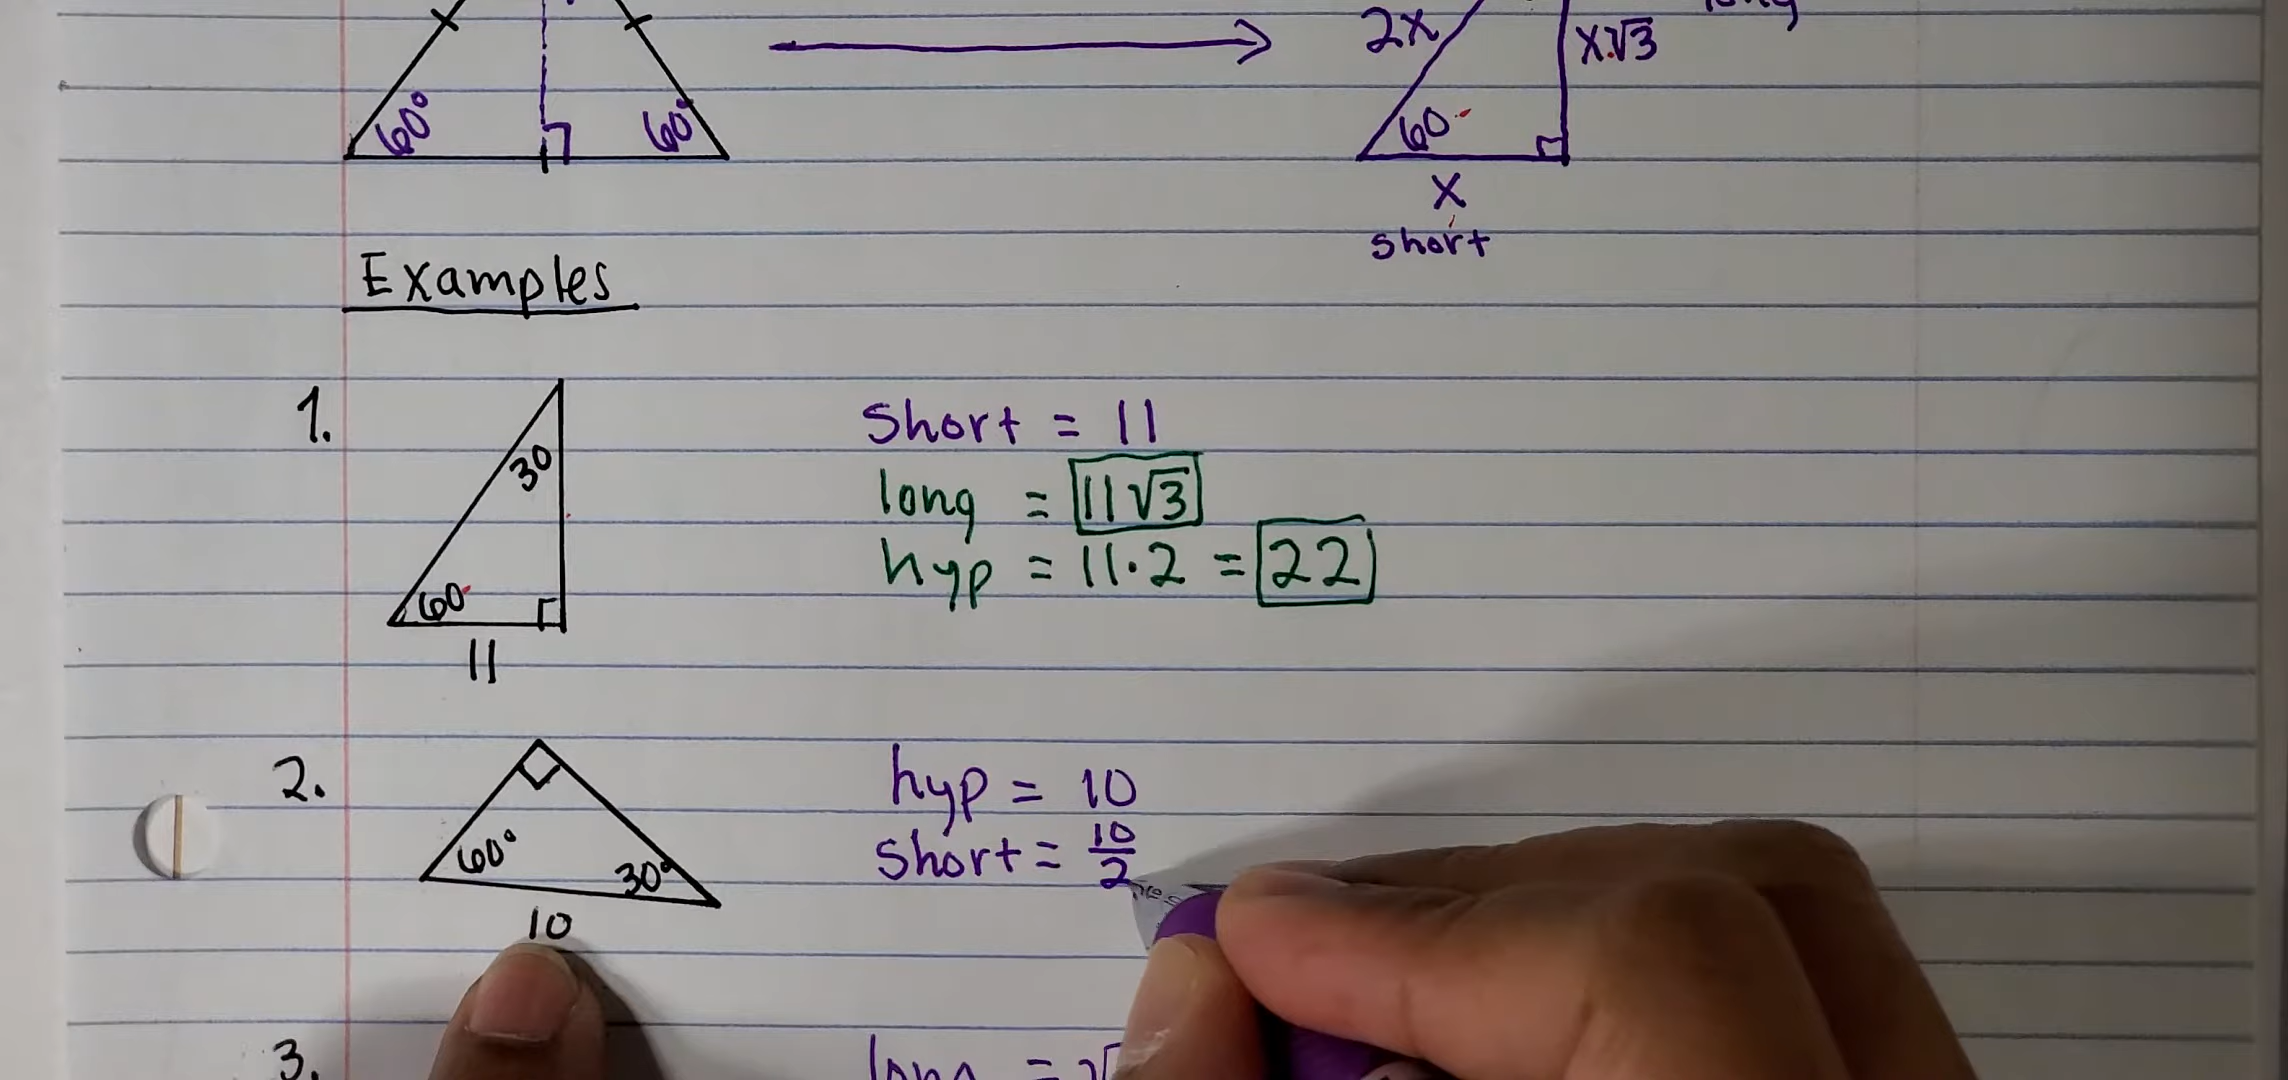 2x
x.√3
60°
60°
60
x
short
Examples
1.
30
60
11
short = 11
long = 11√3
hyp = 11·2 = 22
2.
60°
30°
10
hyp = 10
short = 10/2
3.
long = √